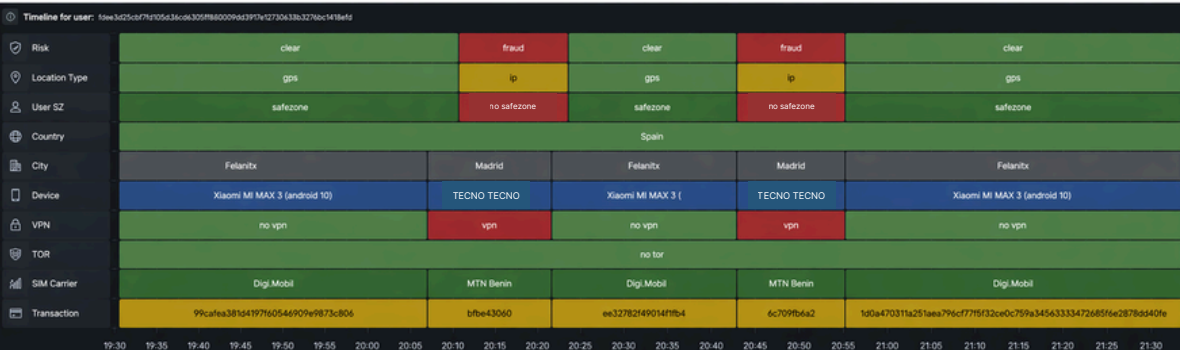 Timeline for user: fdee3d25cbf7fd105d36cd6305ff880009dd3917e12730633b3276bc1418efd
Risk clear fraud clear fraud clear
Location Type gps ip gps ip gps
User SZ safezone no safezone safezone no safezone safezone
Country Spain
City Felanitx Madrid Felanitx Madrid Felanitx
Device Xiaomi MI MAX 3 (android 10) TECNO TECNO Xiaomi MI MAX 3 ( TECNO TECNO Xiaomi MI MAX 3 (android 10)
VPN no vpn vpn no vpn vpn no vpn
TOR no tor
SIM Carrier Digi.Mobil MTN Benin Digi.Mobil MTN Benin Digi.Mobil
Transaction 99cafea381d4197f60546909e9873c806 bfbe43060 ee32782f49014f1fb4 6c709fb6a2 1d0a470311a251aea796cf77f5f32ce0c759a34563333472685f6e2878dd40fe
19:30 19:35 19:40 19:45 19:50 19:55 20:00 20:05 20:10 20:15 20:20 20:25 20:30 20:35 20:40 20:45 20:50 20:55 21:00 21:05 21:10 21:15 21:20 21:25 21:30